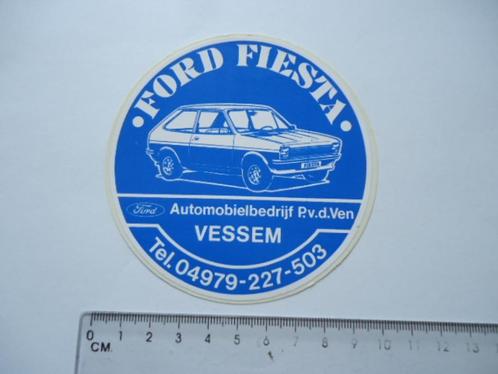 •FORD FIESTA•
FIESTA
Ford Automobielbedrijf P.v.d.Ven
VESSEM
Tel. 04979-227-503
0 1 2 3 4 5 6 7 8 9 10 11 12 13
CM.